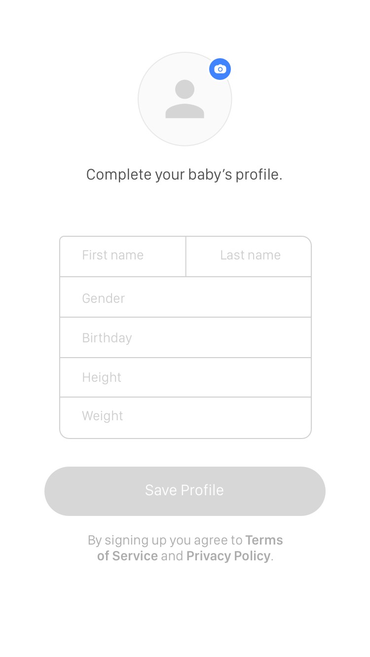 Complete your baby’s profile.
First name Last name
Gender
Birthday
Height
Weight
Save Profile
By signing up you agree to Terms
of Service and Privacy Policy.